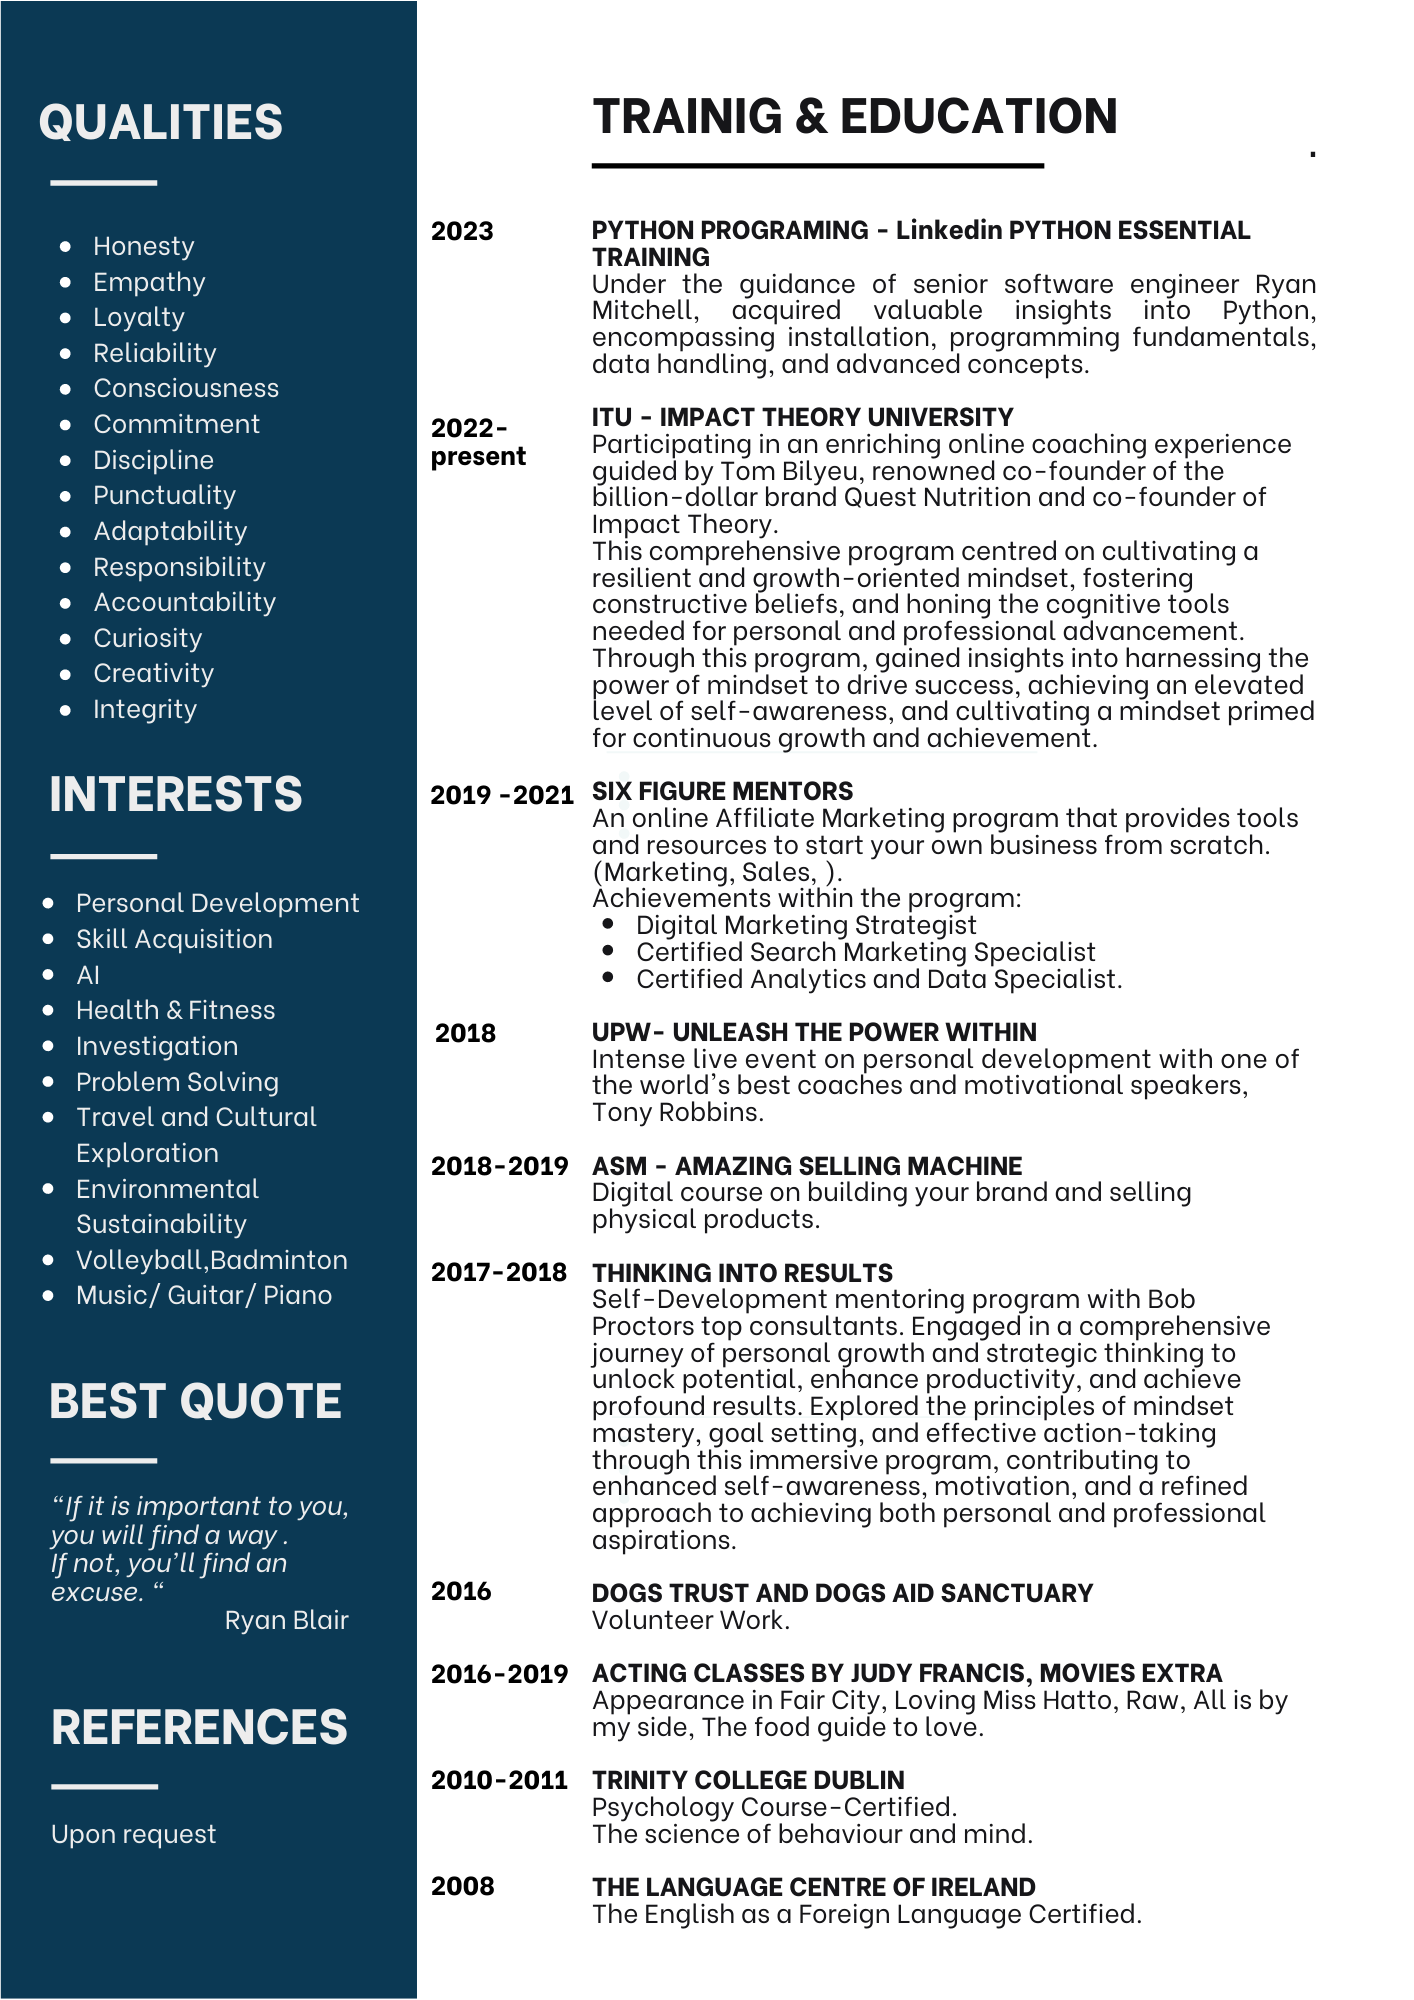 QUALITIES
Honesty
Empathy
Loyalty
Reliability
Consciousness
Commitment
Discipline
Punctuality
Adaptability
Responsibility
Accountability
Curiosity
Creativity
Integrity
INTERESTS
Personal Development
Skill Acquisition
AI
Health & Fitness
Investigation
Problem Solving
Travel and Cultural
Exploration
Environmental
Sustainability
Volleyball,Badminton
Music/ Guitar/ Piano
BEST QUOTE
“If it is important to you,
you will find a way .
If not, you’ll find an
excuse. “
Ryan Blair
REFERENCES
Upon request
TRAINIG & EDUCATION
.
2023
PYTHON PROGRAMING - Linkedin PYTHON ESSENTIAL
TRAINING
Under the guidance of senior software engineer Ryan
Mitchell, acquired valuable insights into Python,
encompassing installation, programming fundamentals,
data handling, and advanced concepts.
2022-
present
ITU - IMPACT THEORY UNIVERSITY
Participating in an enriching online coaching experience
guided by Tom Bilyeu, renowned co-founder of the
billion-dollar brand Quest Nutrition and co-founder of
Impact Theory.
This comprehensive program centred on cultivating a
resilient and growth-oriented mindset, fostering
constructive beliefs, and honing the cognitive tools
needed for personal and professional advancement.
Through this program, gained insights into harnessing the
power of mindset to drive success, achieving an elevated
level of self-awareness, and cultivating a mindset primed
for continuous growth and achievement.
2019 -2021
SIX FIGURE MENTORS
An online Affiliate Marketing program that provides tools
and resources to start your own business from scratch.
(Marketing, Sales, ).
Achievements within the program:
Digital Marketing Strategist
Certified Search Marketing Specialist
Certified Analytics and Data Specialist.
2018
UPW- UNLEASH THE POWER WITHIN
Intense live event on personal development with one of
the world’s best coaches and motivational speakers,
Tony Robbins.
2018-2019
ASM - AMAZING SELLING MACHINE
Digital course on building your brand and selling
physical products.
2017-2018
THINKING INTO RESULTS
Self-Development mentoring program with Bob
Proctors top consultants. Engaged in a comprehensive
journey of personal growth and strategic thinking to
unlock potential, enhance productivity, and achieve
profound results. Explored the principles of mindset
mastery, goal setting, and effective action-taking
through this immersive program, contributing to
enhanced self-awareness, motivation, and a refined
approach to achieving both personal and professional
aspirations.
2016
DOGS TRUST AND DOGS AID SANCTUARY
Volunteer Work.
2016-2019
ACTING CLASSES BY JUDY FRANCIS, MOVIES EXTRA
Appearance in Fair City, Loving Miss Hatto, Raw, All is by
my side, The food guide to love.
2010-2011
TRINITY COLLEGE DUBLIN
Psychology Course-Certified.
The science of behaviour and mind.
2008
THE LANGUAGE CENTRE OF IRELAND
The English as a Foreign Language Certified.